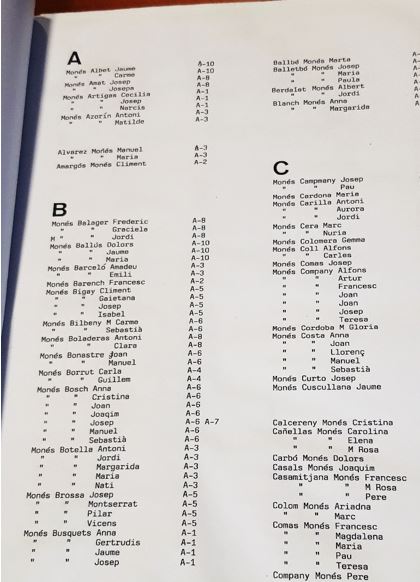 A
Monés Albet Jaume A-10
" " Carme A-10
Monés Amat Josep A-8
" " Josepa A-8
Monés Artigas Cecilia A-1
" " Josep A-1
" " Narcís A-1
Monés Azorín Antoni A-3
" " Matilde A-3
Alvarez Monés Manuel A-3
" " Maria A-3
Amargós Monés Climent A-2
B
Monés Balager Frederic A-8
" " Graciela A-8
M " " Jordi A-8
Monés Ballús Dolors A-10
" " Jaume A-10
" " Maria A-10
Monés Barceló Amadeu A-3
" " Emili A-3
Monés Barench Francesc A-2
Monés Bigay Climent A-5
" " Gaietana A-5
" " Josep A-5
" " Isabel A-5
Monés Bilbeny M Carme A-6
" " Sebastià A-6
Monés Boladeras Antoni A-8
" " Clara A-8
Monés Bonastre Joan A-6
" " Manuel A-6
Monés Borrut Carla A-4
" " Guillem A-4
Monés Bosch Anna A-6
" " Cristina A-6
" " Joan A-6
" " Joaqim A-6
" " Josep A-6 A-7
" " Manuel A-6
" " Sebastià A-6
Monés Botella Antoni A-3
" " Jordi A-3
" " Margarida A-3
" " Maria A-3
" " Nati A-3
Monés Brossa Josep A-5
" " Montserrat A-5
" " Pilar A-5
" " Vicens A-5
Monés Busquets Anna A-1
" " Gertrudis A-1
" " Jaume A-1
" " Josep A-1
Ballbé Monés Marta
Balletbó Monés Josep
" " Maria
" " Paula
Berdalet Monés Albert
" " Jordi
Blanch Monés Anna
" " Margarida
C
Monés Campmany Josep
" " Pau
Monés Cardona Maria
Monés Carilla Antoni
" " Aurora
" " Jordi
Monés Cera Marc
" " Nuria
Monés Colomera Gemma
Monés Coll Alfons
" " Carles
Monés Comas Josep
Monés Company Alfons
" " Artur
" " Francesc
" " Joan
" " Joan
" " Josep
" " Teresa
Monés Cordoba M Gloria
Monés Costa Anna
" " Joan
" " Llorenç
" " Manuel
" " Sebastià
Monés Curto Josep
Monés Cuscullana Jaume
Calcereny Monés Cristina
Cañellas Monés Carolina
" " Elena
" " M Rosa
Carbó Monés Dolors
Casals Monés Joaquim
Casamitjana Monés Francesc
" " M Rosa
" " Pere
Colom Monés Ariadna
" " Marc
Comas Monés Francesc
" " Magdalena
" " Maria
" " Pau
" " Teresa
Company Monés Pere